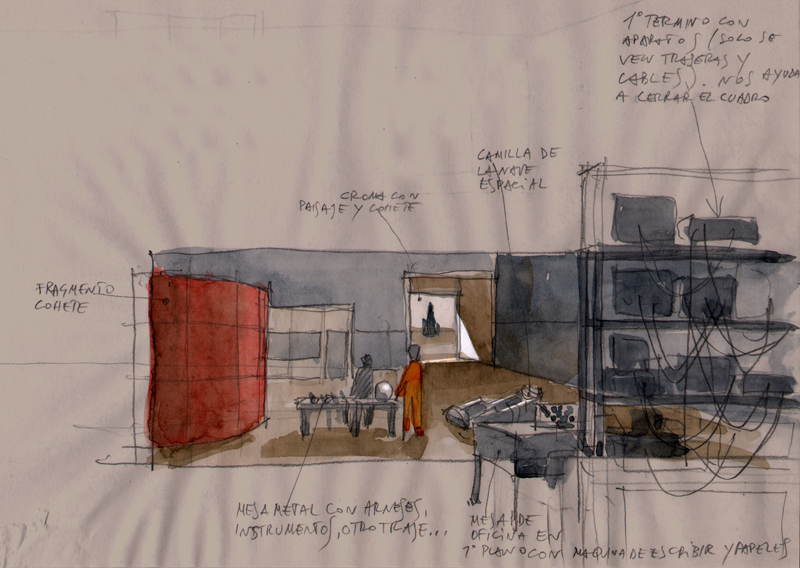 1º TERMINO CON
APARATOS (SOLO SE
VEN TRASERAS Y
CABLES). NOS AYUDA
A CERRAR EL CUADRO
CAMILLA DE
LA NAVE
ESPACIAL
CROMA CON
PAISAJE Y COHETE
FRAGMENTO
COHETE
MESA METAL CON ARNESES,
INSTRUMENTOS, OTRO TRAJE...
MESA DE
OFICINA EN
1º PLANO CON MAQUINA DE ESCRIBIR Y PAPELES